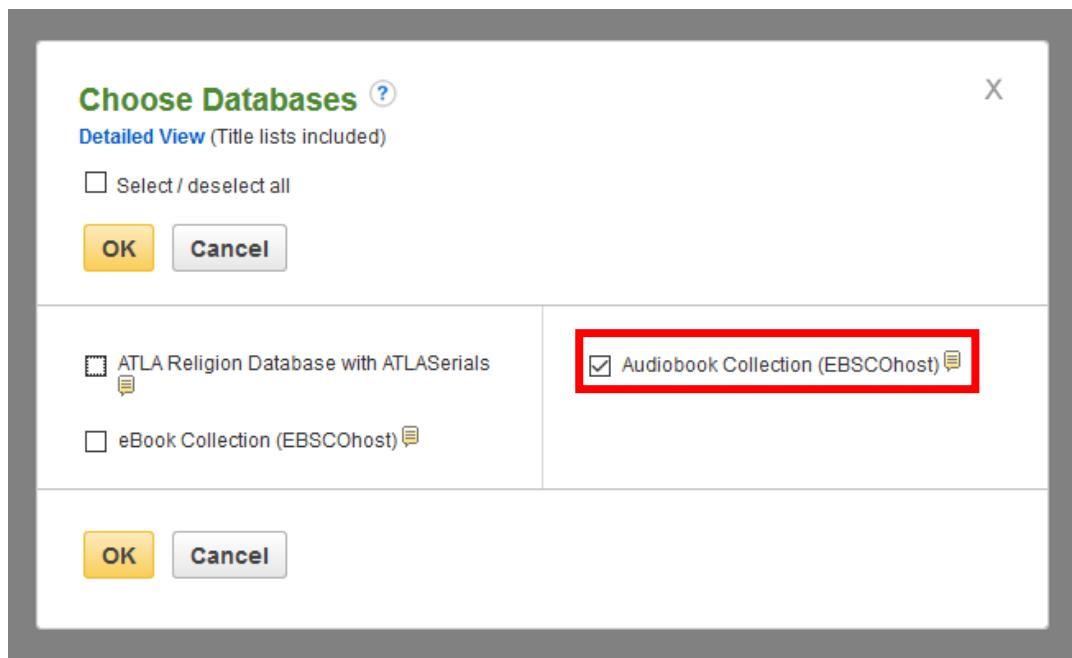 Choose Databases ?
X
Detailed View (Title lists included)
Select / deselect all
OK Cancel
ATLA Religion Database with ATLASerials
Audiobook Collection (EBSCOhost)
eBook Collection (EBSCOhost)
OK Cancel